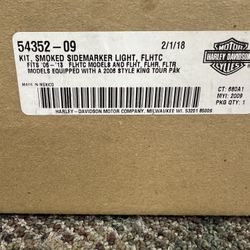 54352-09
2/1/18
KIT, SMOKED SIDEMARKER LIGHT, FLHTC
FITS '06-'13 FLHTC MODELS AND FLHT, FLHR, FLTR
MODELS EQUIPPED WITH A 2006 STYLE KING TOUR PAK
MADE IN MEXICO
MOTOR
HARLEY-DAVIDSON
CT: 680A1
MYI: 2009
PKG QTY: 1
HARLEY-DAVIDSON MOTOR COMPANY, MILWAUKEE WI. 53201